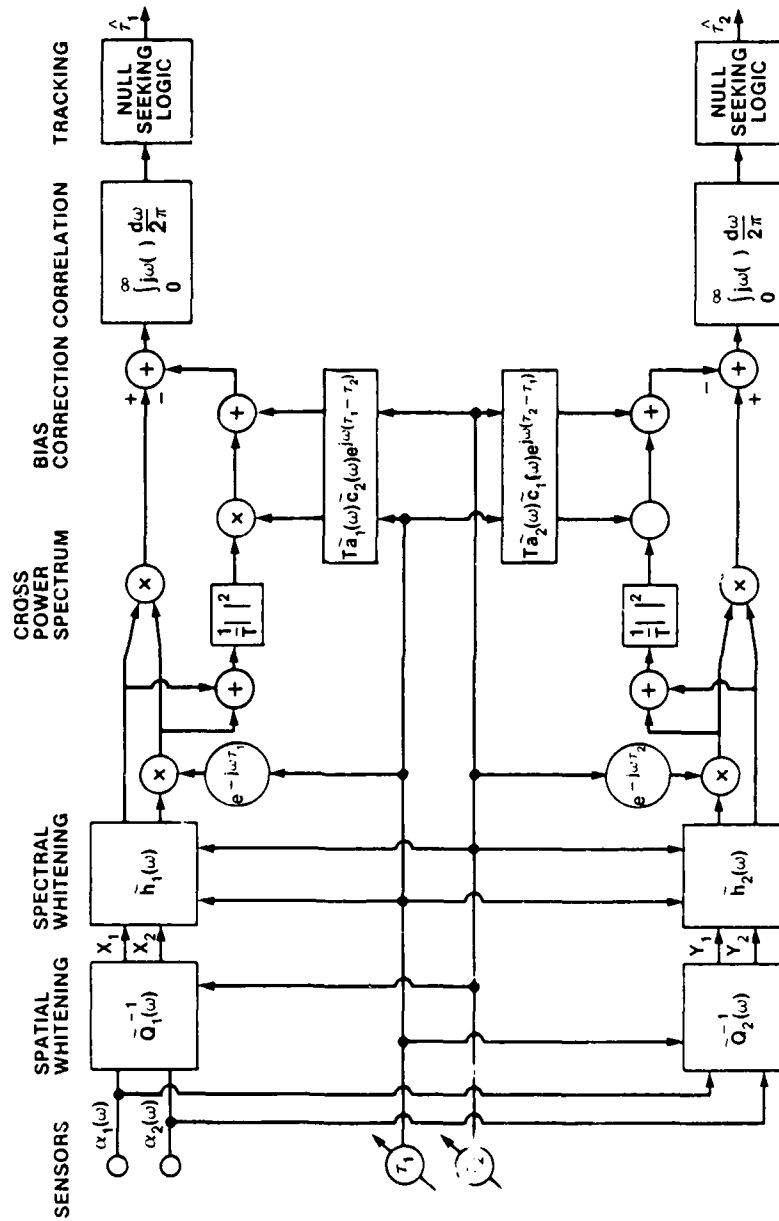 SENSORS
SPATIAL
WHITENING
SPECTRAL
WHITENING
CROSS
POWER
SPECTRUM
BIAS
CORRECTION
CORRELATION
TRACKING
α₁(ω)
α₂(ω)
Q̃₁⁻¹(ω)
X₁
X₂
h̃₁(ω)
×
e^{-jωτ₁}
+
1/T | |²
×
×
+
+
-
+
∫₀^∞ jω( ) dω/2π
NULL
SEEKING
LOGIC
τ̂₁
Tã₁(ω)c̃₂(ω)e^{jω(τ₁-τ₂)}
τ₁
2
Tã₂(ω)c̃₁(ω)e^{jω(τ₂-τ₁)}
Q̃₂⁻¹(ω)
Y₁
Y₂
h̃₂(ω)
×
e^{-jωτ₂}
+
1/T | |²
×
+
-
+
+
∫₀^∞ jω( ) dω/2π
NULL
SEEKING
LOGIC
τ̂₂